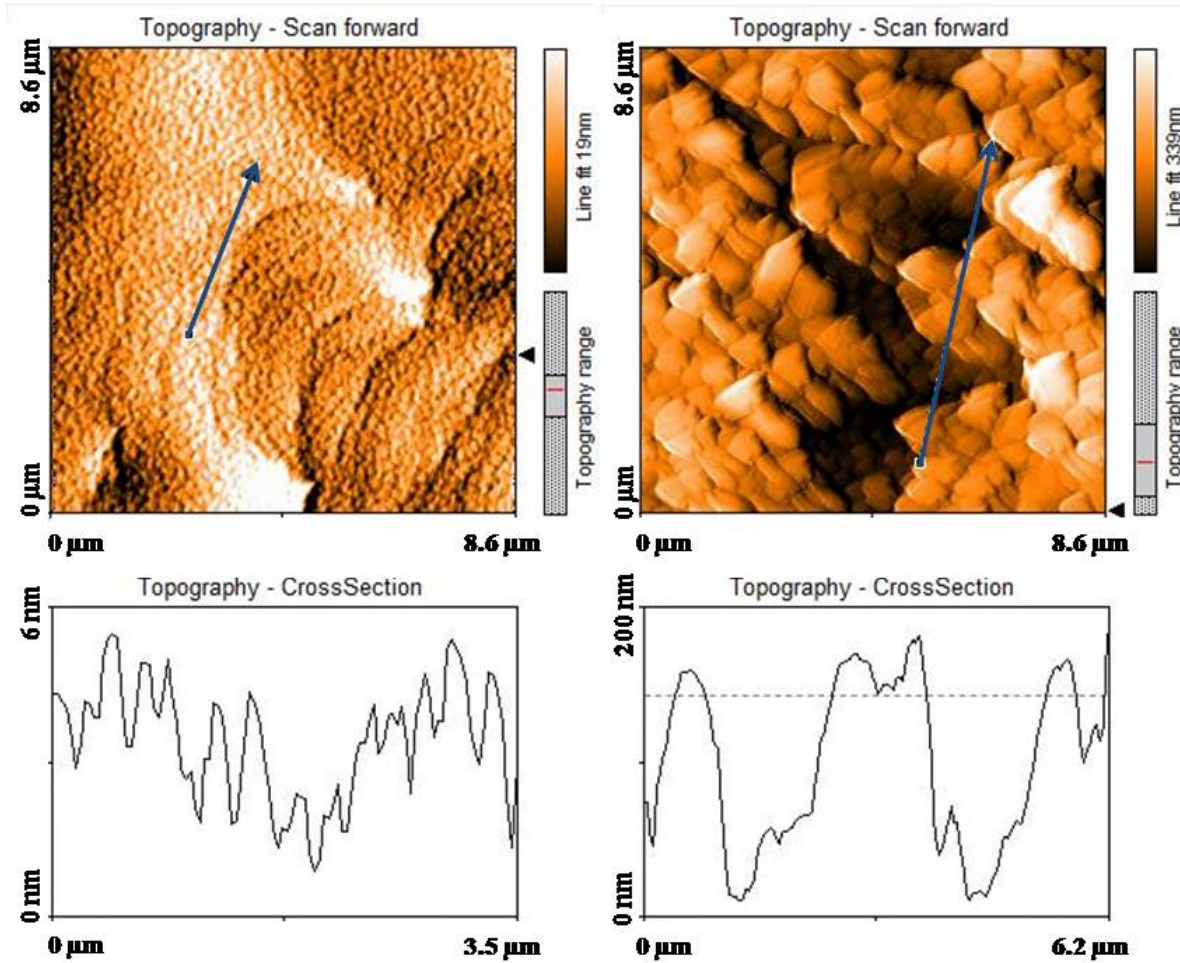 Topography - Scan forward
8.6 µm
Line fit 19nm
Topography range
0 µm
0 µm
8.6 µm
Topography - Scan forward
8.6 µm
Line fit 339nm
Topography range
0 µm
0 µm
8.6 µm
Topography - CrossSection
6 nm
0 nm
0 µm
3.5 µm
Topography - CrossSection
200 nm
0 nm
0 µm
6.2 µm